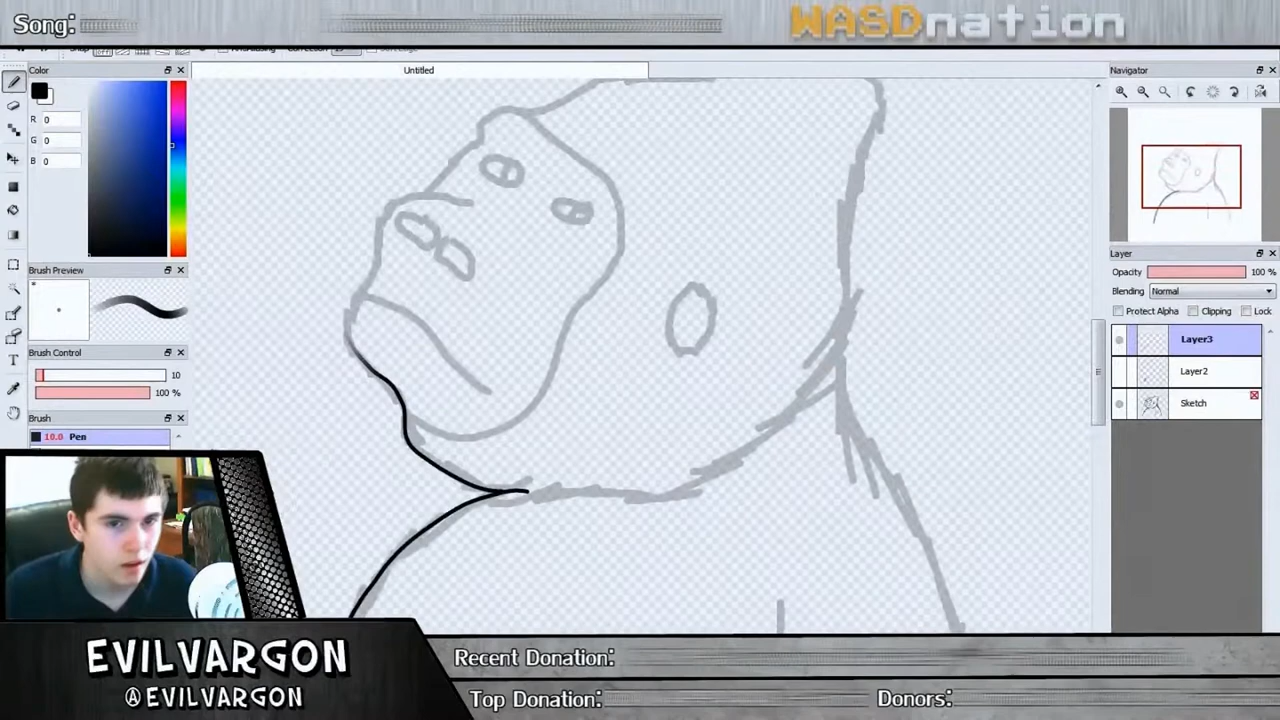 Song:
WASDnation
Untitled
Color
R 0
G 0
B 0
Brush Preview
Brush Control
10
100 %
Brush
10.0 Pen
Navigator
Layer
Opacity 100 %
Blending Normal
Protect Alpha Clipping Lock
Layer3
Layer2
Sketch
EVILVARGON
@EVILVARGON
Recent Donation:
Top Donation:
Donors: